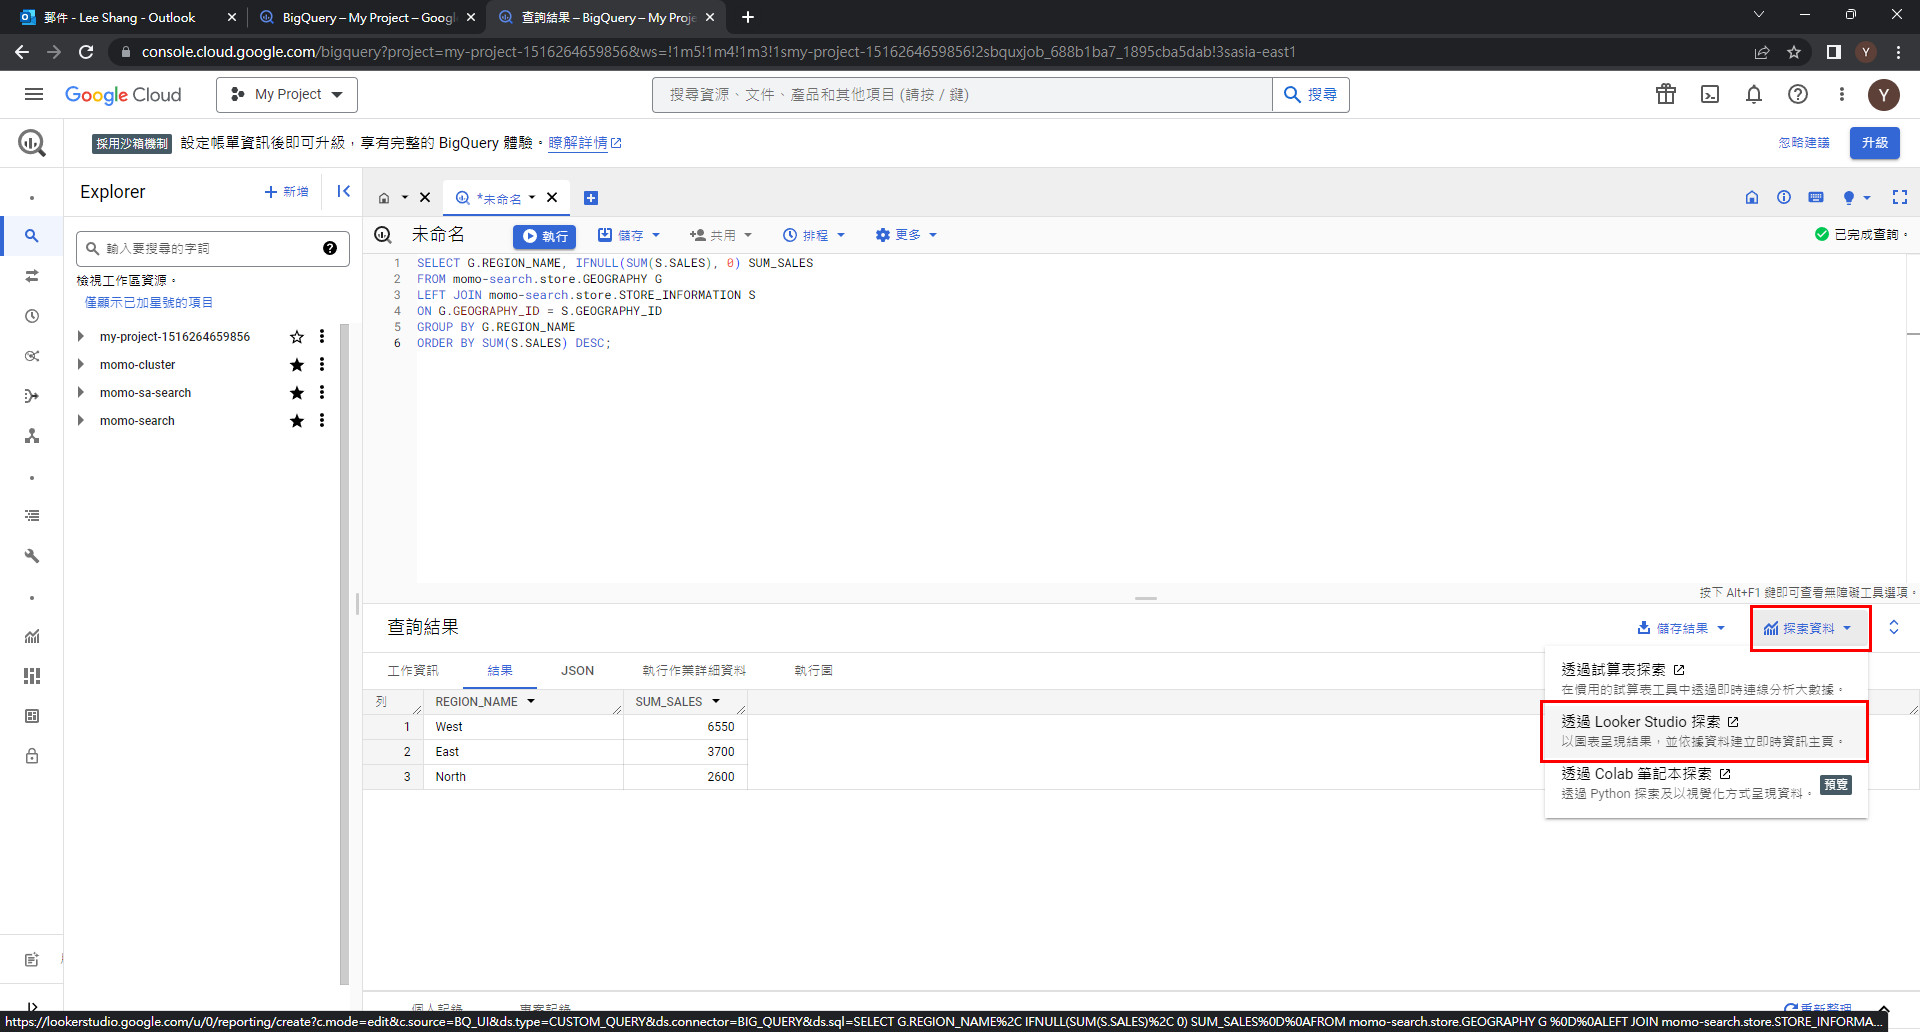 郵件 - Lee Shang - Outlook
BigQuery – My Project – Goog
查詢結果 – BigQuery – My Proje
console.cloud.google.com/bigquery?project=my-project-1516264659856&ws=!1m5!1m4!1m3!1smy-project-1516264659856!2sbquxjob_688b1ba7_1895cba5dab!3sasia-east1
Y
Google Cloud
My Project
搜尋資源、文件、產品和其他項目 (請按 / 鍵)
搜尋
Y
採用沙箱機制 設定帳單資訊後即可升級，享有完整的 BigQuery 體驗。瞭解詳情
忽略建議
升級
Explorer
新增
*未命名
輸入要搜尋的字詞
檢視工作區資源。
僅顯示已加星號的項目
my-project-1516264659856
momo-cluster
momo-sa-search
momo-search
未命名
執行
儲存
共用
排程
更多
已完成查詢。
1 SELECT G.REGION_NAME, IFNULL(SUM(S.SALES), 0) SUM_SALES
2 FROM momo-search.store.GEOGRAPHY G
3 LEFT JOIN momo-search.store.STORE_INFORMATION S
4 ON G.GEOGRAPHY_ID = S.GEOGRAPHY_ID
5 GROUP BY G.REGION_NAME
6 ORDER BY SUM(S.SALES) DESC;
按下 Alt+F1 鍵即可查看無障礙工具選項。
查詢結果
儲存結果
探索資料
工作資訊
結果
JSON
執行作業詳細資料
執行圖
列 REGION_NAME SUM_SALES
1 West 6550
2 East 3700
3 North 2600
透過試算表探索
在慣用的試算表工具中透過即時連線分析大數據。
透過 Looker Studio 探索
以圖表呈現結果，並依據資料建立即時資訊主頁。
透過 Colab 筆記本探索
透過 Python 探索及以視覺化方式呈現資料。
預覽
個人記錄
專案記錄
重新整理
https://lookerstudio.google.com/u/0/reporting/create?c.mode=edit&c.source=BQ_UI&ds.type=CUSTOM_QUERY&ds.connector=BIG_QUERY&ds.sql=SELECT G.REGION_NAME%2C IFNULL(SUM(S.SALES)%2C 0) SUM_SALES%0D%0AFROM momo-search.store.GEOGRAPHY G %0D%0ALEFT JOIN momo-search.store.STORE_INFORMA...